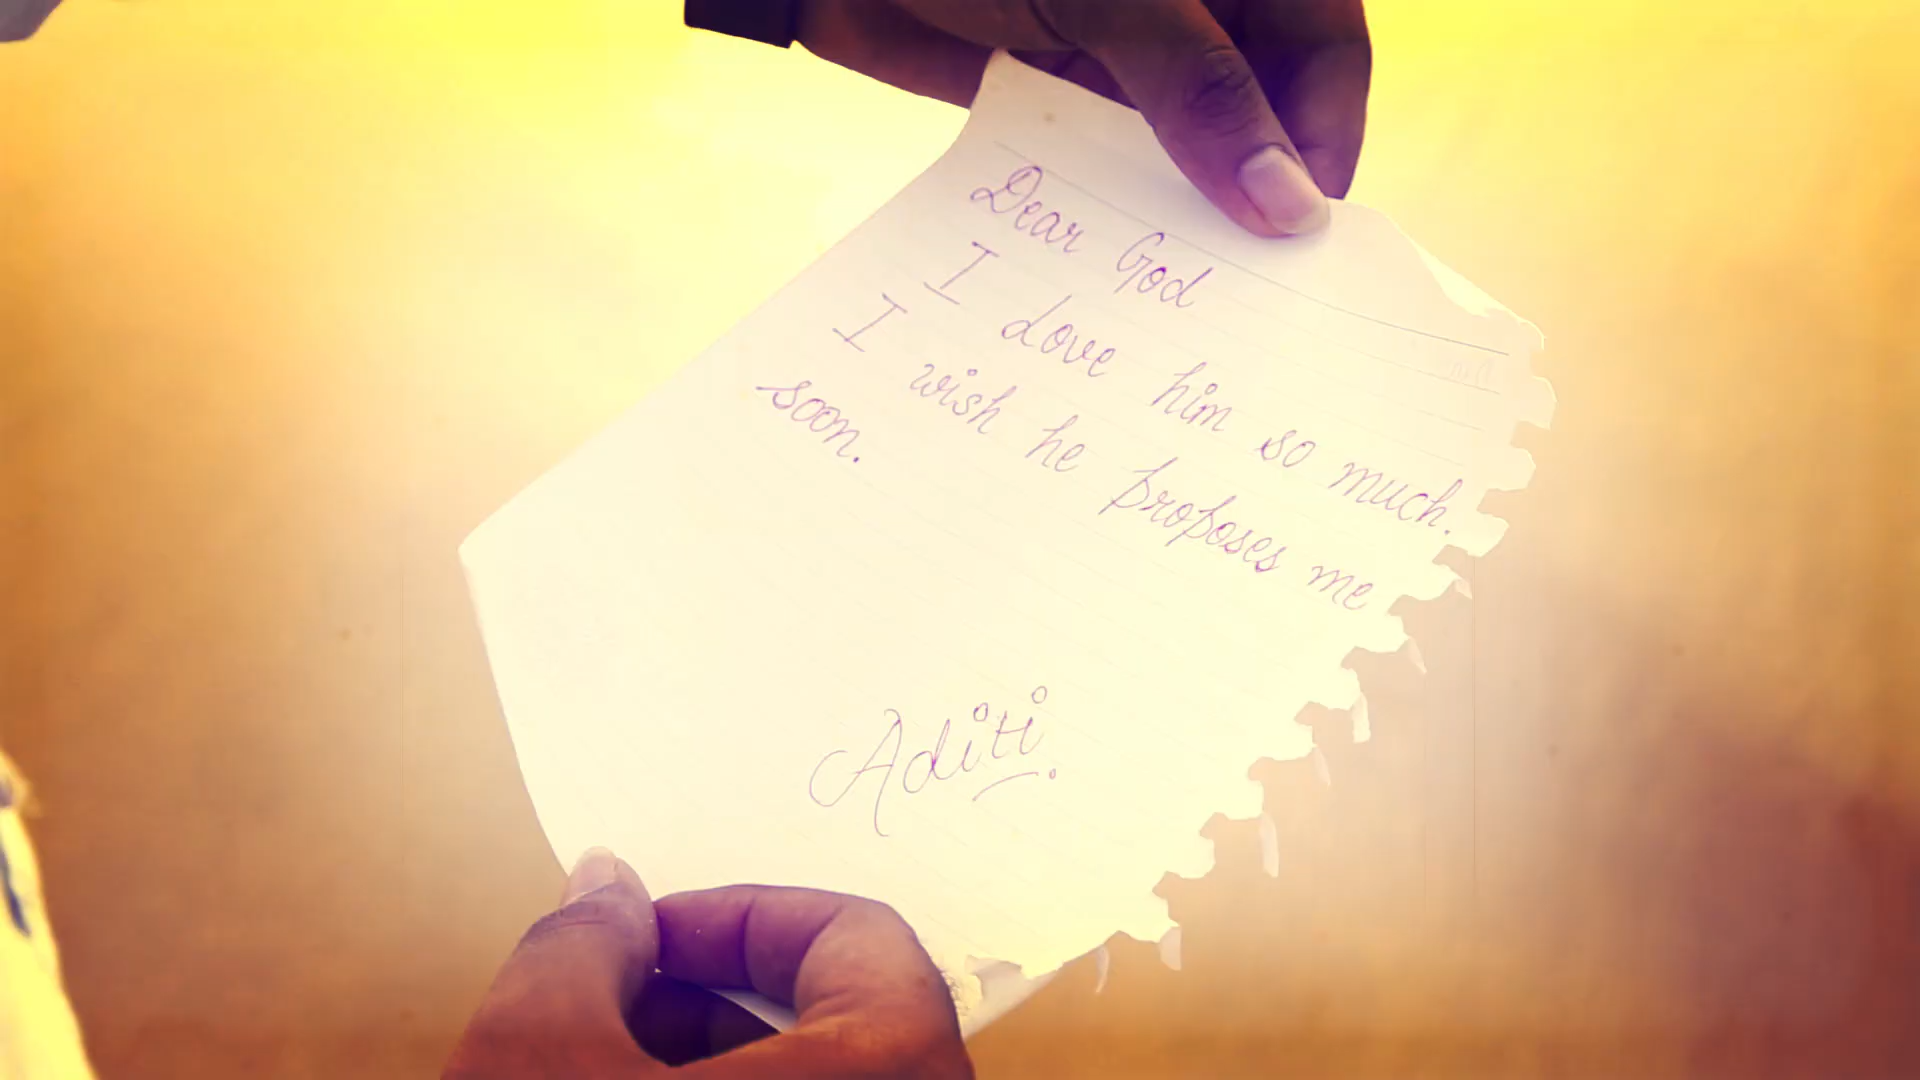 Dear God
I Love him so much.
I wish he proposes me
soon.
Aditi.